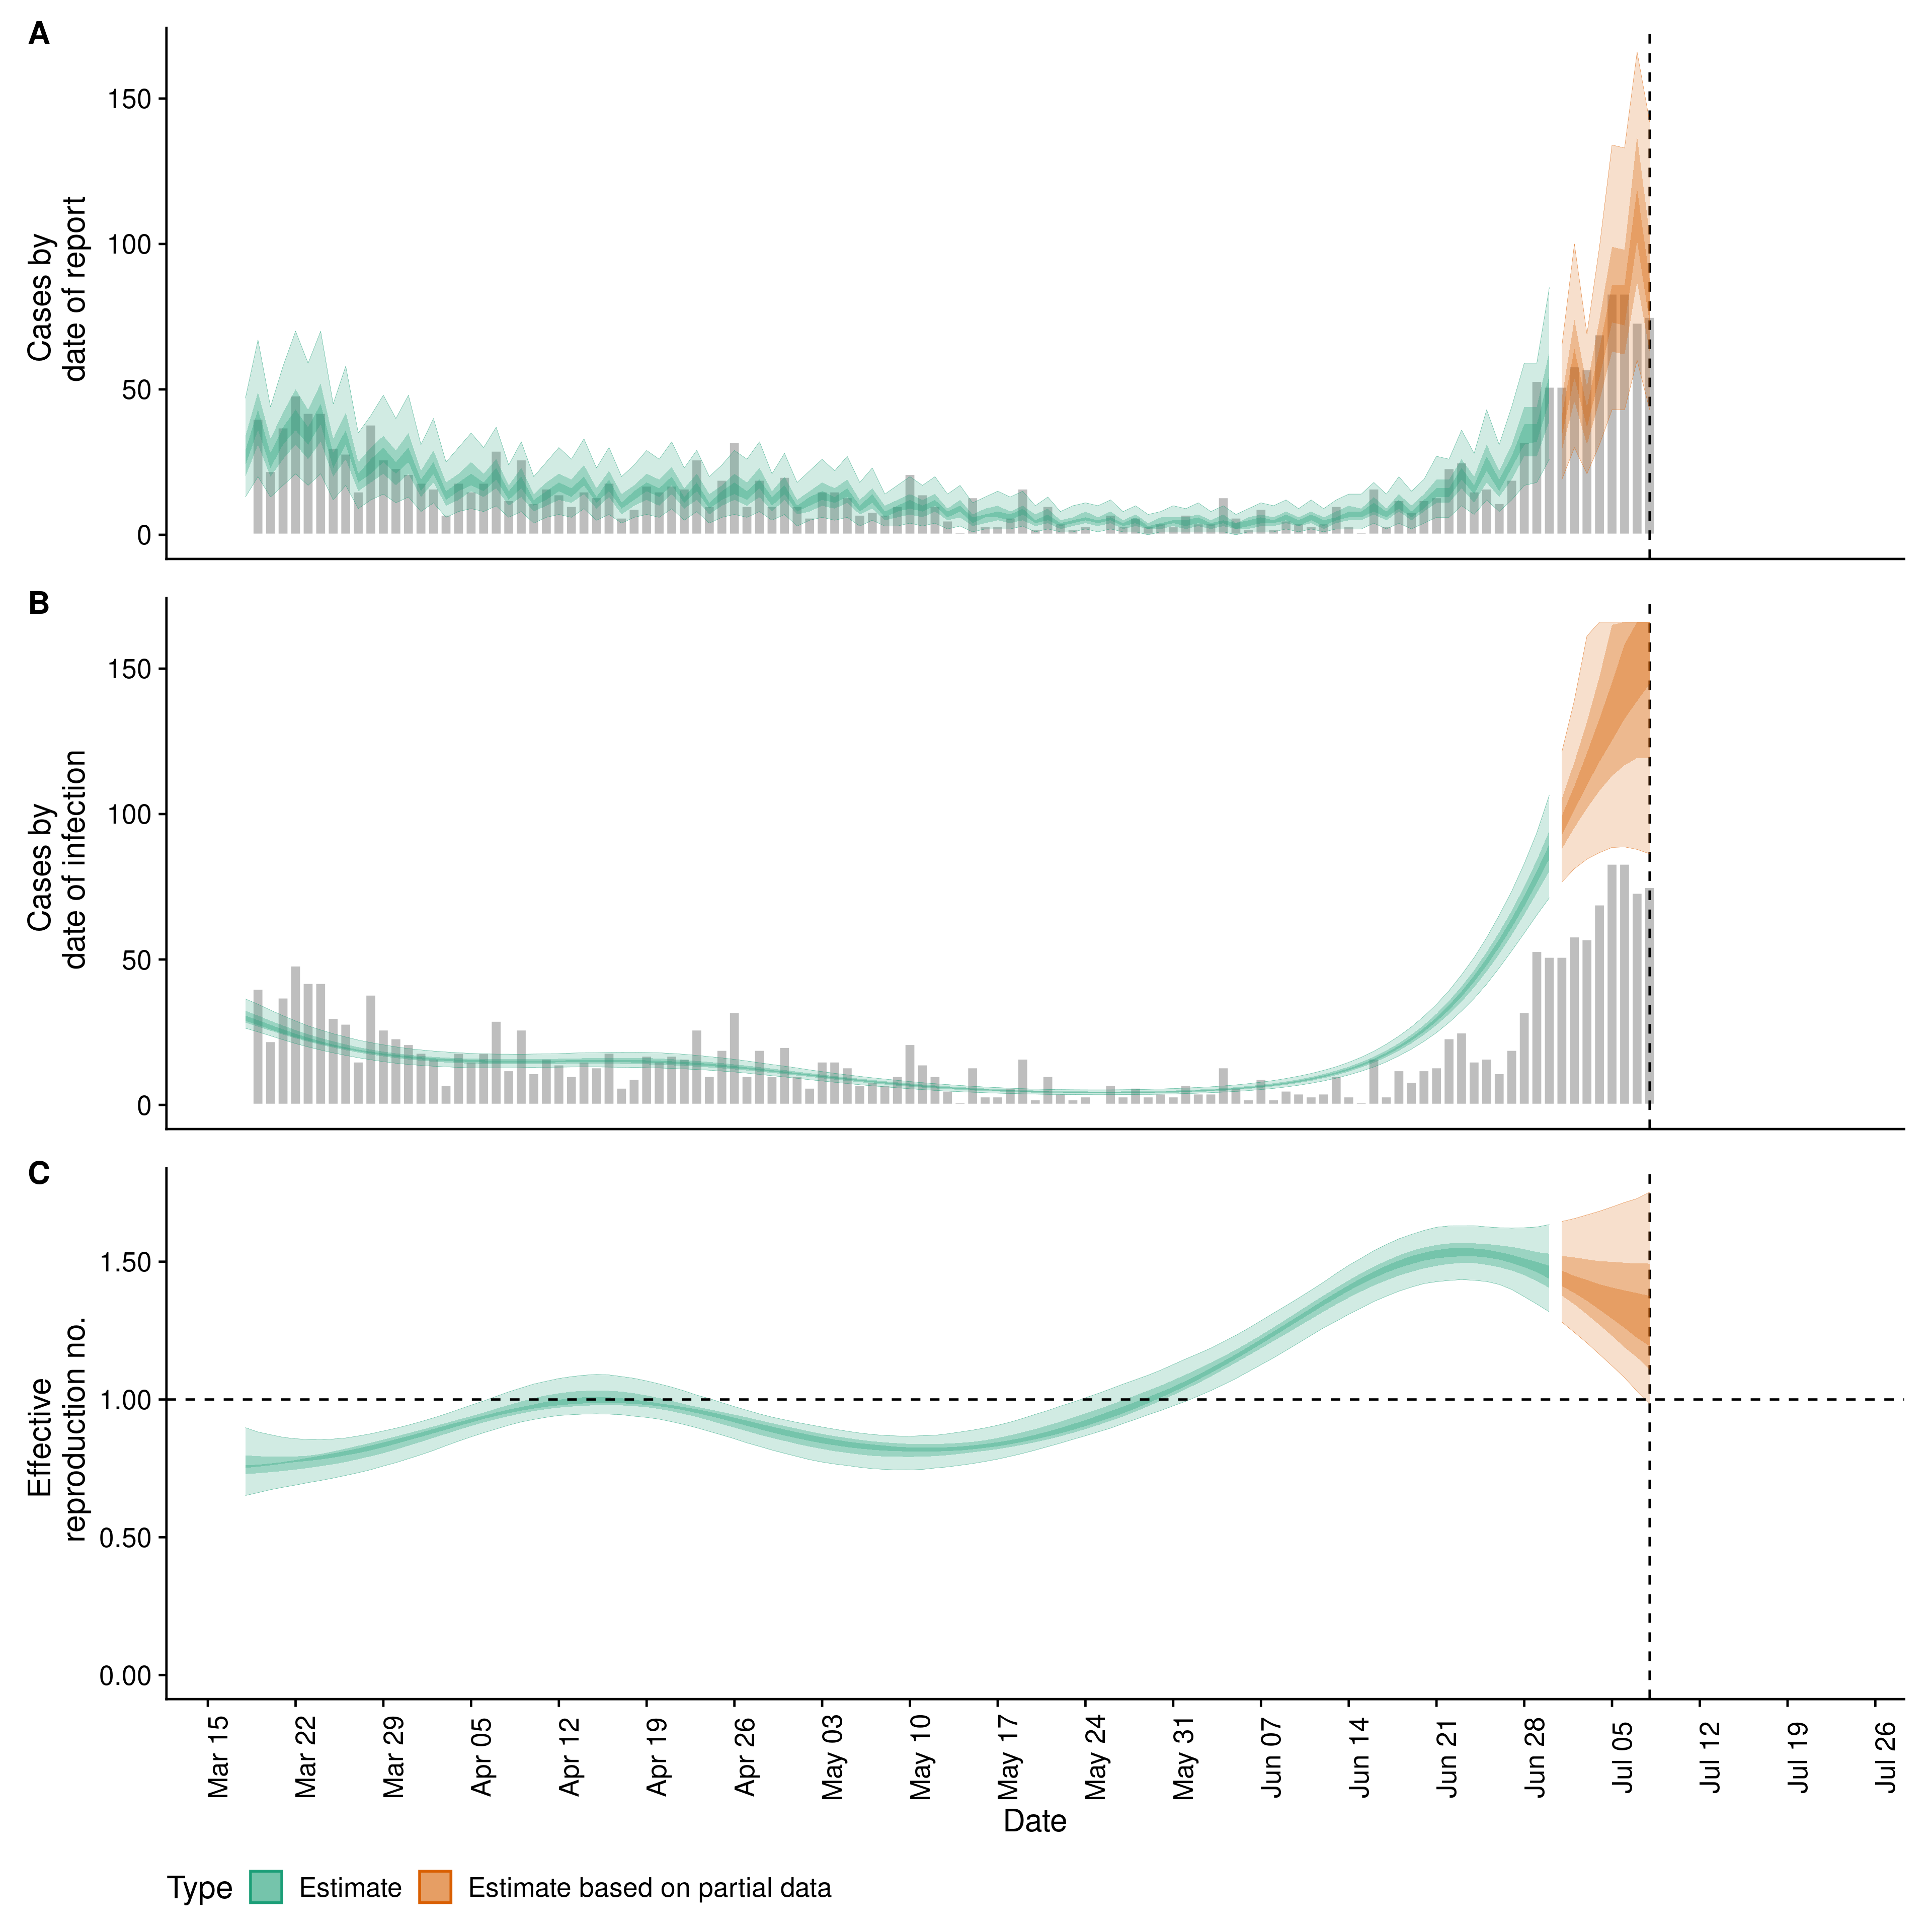 A
Cases by
date of report
150
100
50
0
B
Cases by
date of infection
150
100
50
0
C
Effective
reproduction no.
1.50
1.00
0.50
0.00
Mar 15
Mar 22
Mar 29
Apr 05
Apr 12
Apr 19
Apr 26
May 03
May 10
May 17
May 24
May 31
Jun 07
Jun 14
Jun 21
Jun 28
Jul 05
Jul 12
Jul 19
Jul 26
Date
Type Estimate Estimate based on partial data